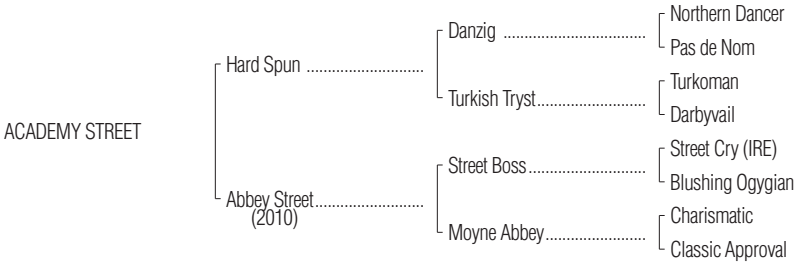 Northern Dancer
Danzig ..............................
Pas de Nom
Hard Spun .........................
Turkoman
Turkish Tryst.......................
Darbyvail
ACADEMY STREET
Street Cry (IRE)
Street Boss.........................
Blushing Ogygian
Abbey Street.......................
(2010)
Charismatic
Moyne Abbey......................
Classic Approval